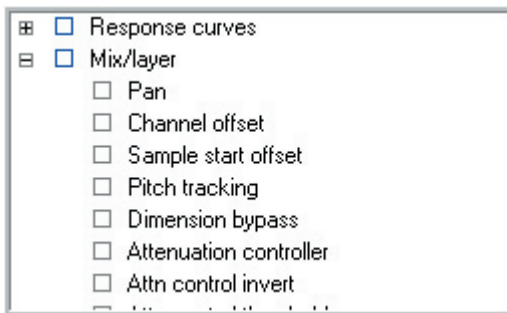 Response curves
Mix/layer
Pan
Channel offset
Sample start offset
Pitch tracking
Dimension bypass
Attenuation controller
Attn control invert